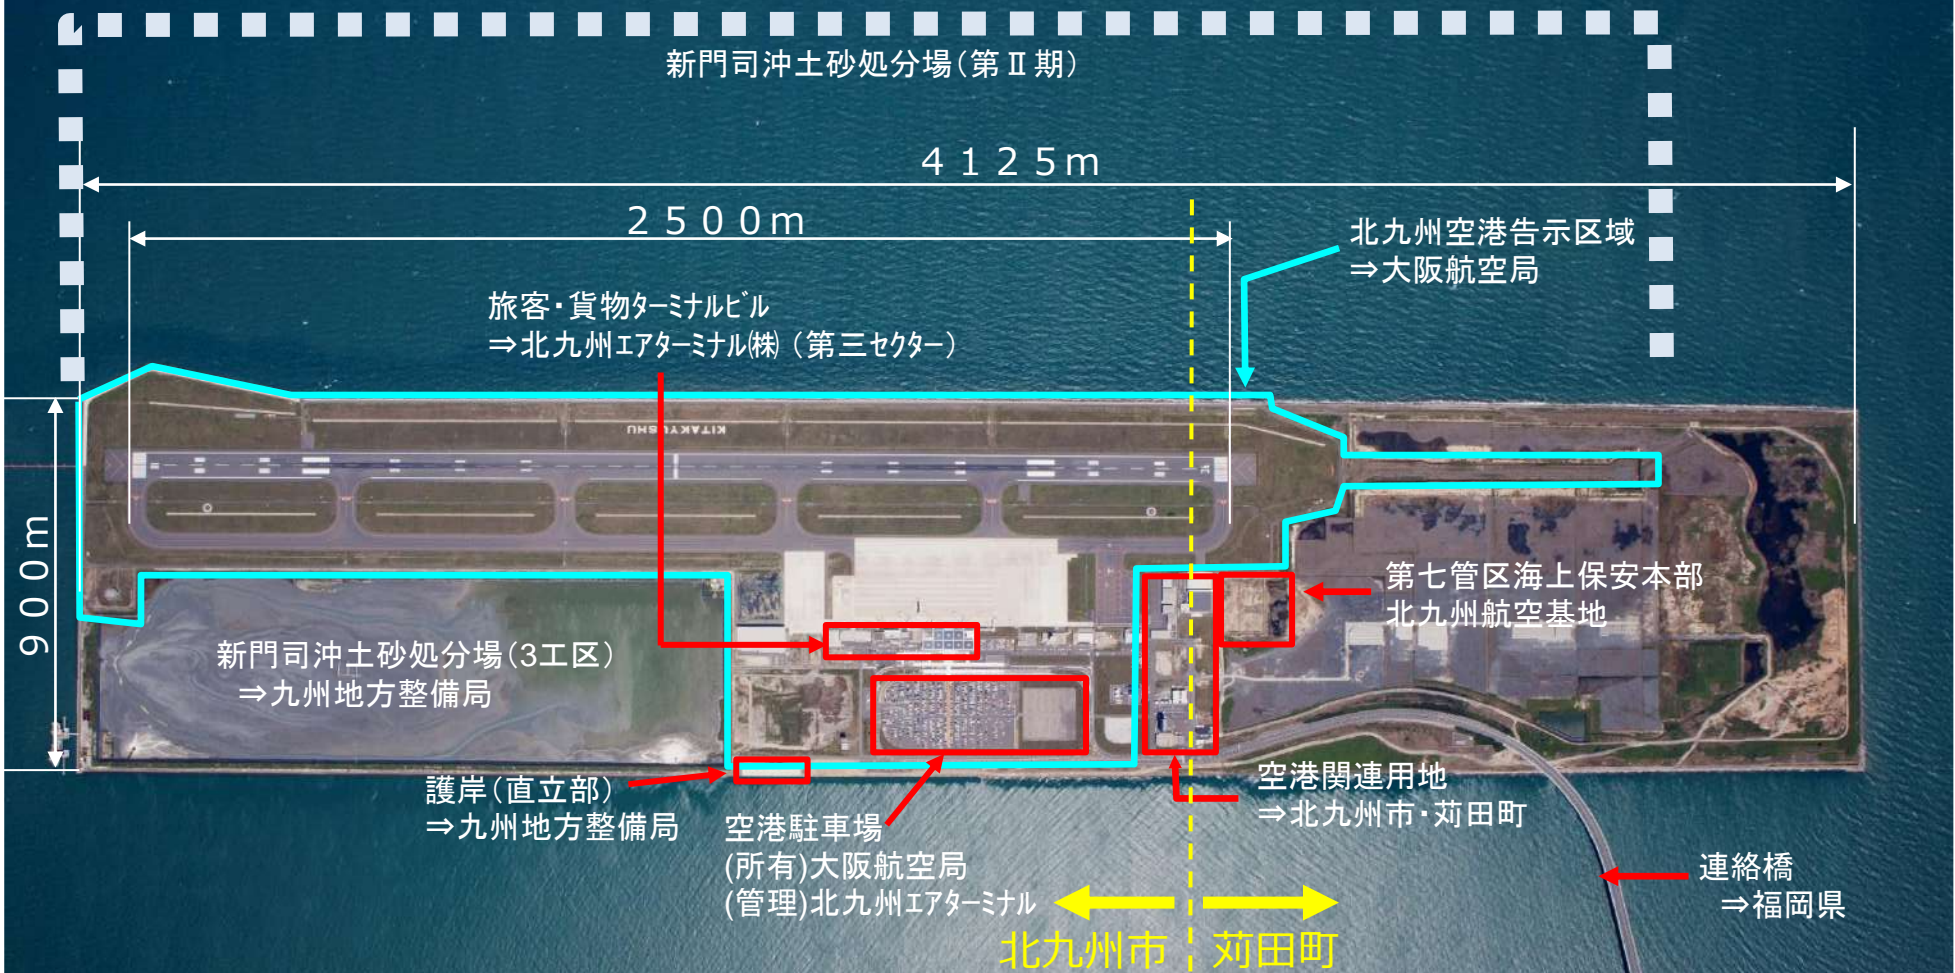 新門司沖土砂処分場(第Ⅱ期)
4125m
2500m
北九州空港告示区域
⇒大阪航空局
旅客・貨物ﾀｰﾐﾅﾙﾋﾞﾙ
⇒北九州ｴｱﾀｰﾐﾅﾙ㈱(第三ｾｸﾀｰ)
KITAKYUSHU
900m
第七管区海上保安本部
北九州航空基地
新門司沖土砂処分場(3工区)
⇒九州地方整備局
護岸(直立部)
⇒九州地方整備局
空港駐車場
(所有)大阪航空局
(管理)北九州ｴｱﾀｰﾐﾅﾙ
空港関連用地
⇒北九州市・苅田町
連絡橋
⇒福岡県
北九州市
苅田町